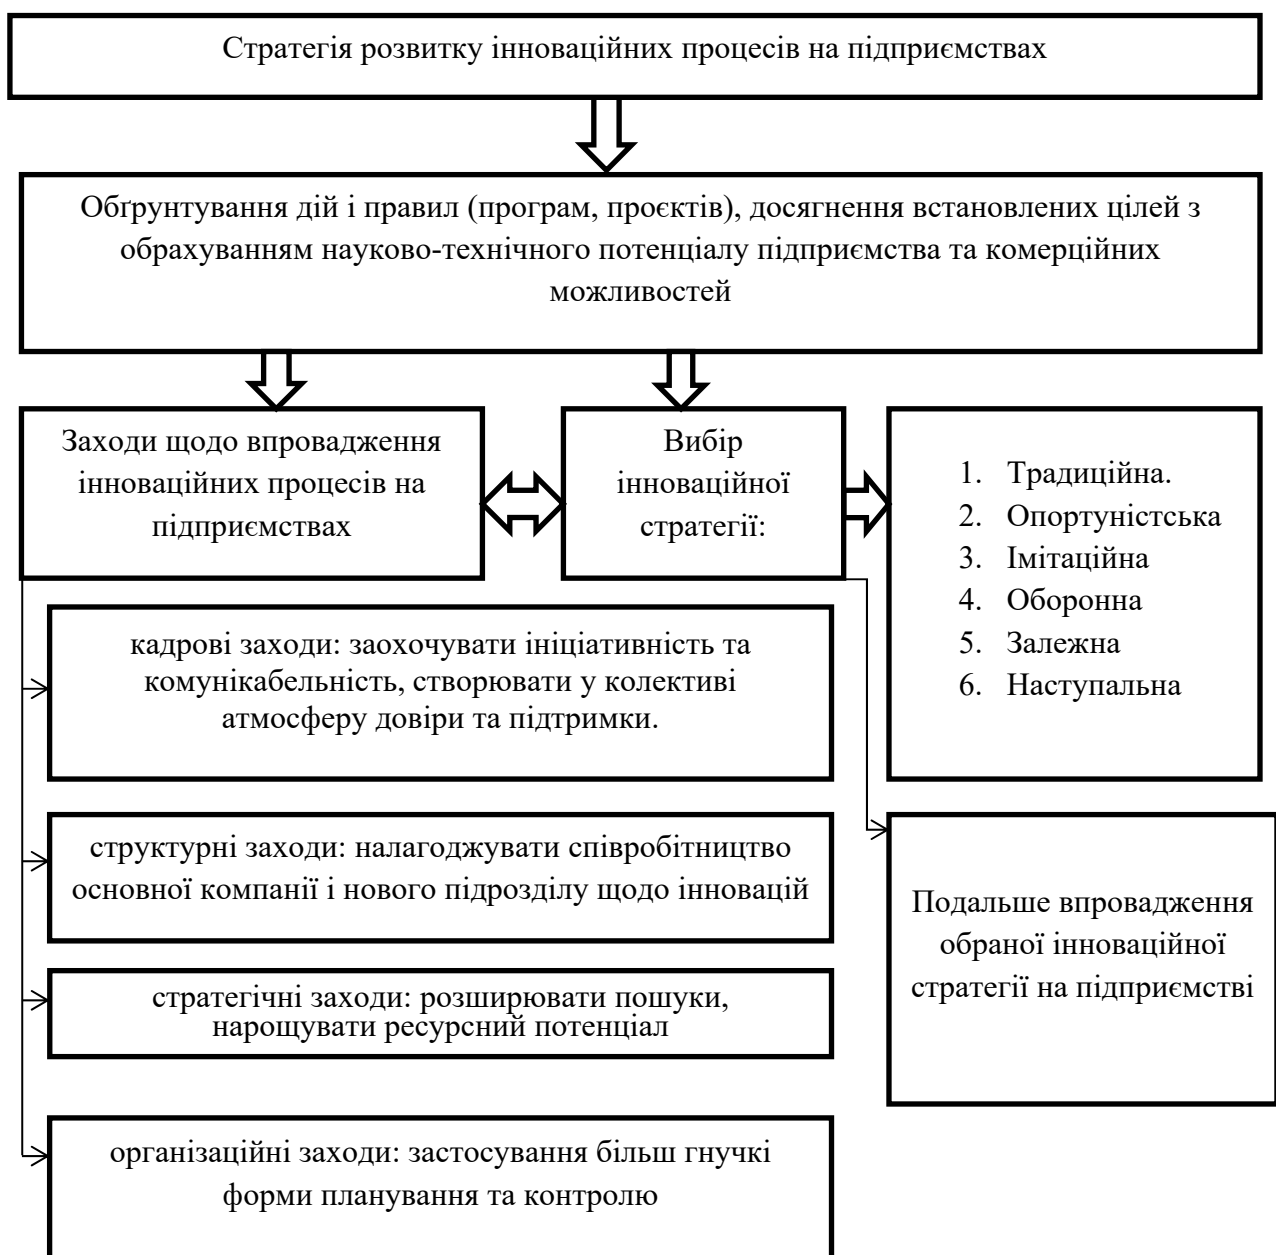 Стратегія розвитку інноваційних процесів на підприємствах
Обґрунтування дій і правил (програм, проєктів), досягнення встановлених цілей з
обрахуванням науково-технічного потенціалу підприємства та комерційних
можливостей
Заходи щодо впровадження
інноваційних процесів на
підприємствах
Вибір
інноваційної
стратегії:
1. Традиційна.
2. Опортуністська
3. Імітаційна
4. Оборонна
5. Залежна
6. Наступальна
кадрові заходи: заохочувати ініціативність та
комунікабельність, створювати у колективі
атмосферу довіри та підтримки.
структурні заходи: налагоджувати співробітництво
основної компанії і нового підрозділу щодо інновацій
стратегічні заходи: розширювати пошуки,
нарощувати ресурсний потенціал
організаційні заходи: застосування більш гнучкі
форми планування та контролю
Подальше впровадження
обраної інноваційної
стратегії на підприємстві